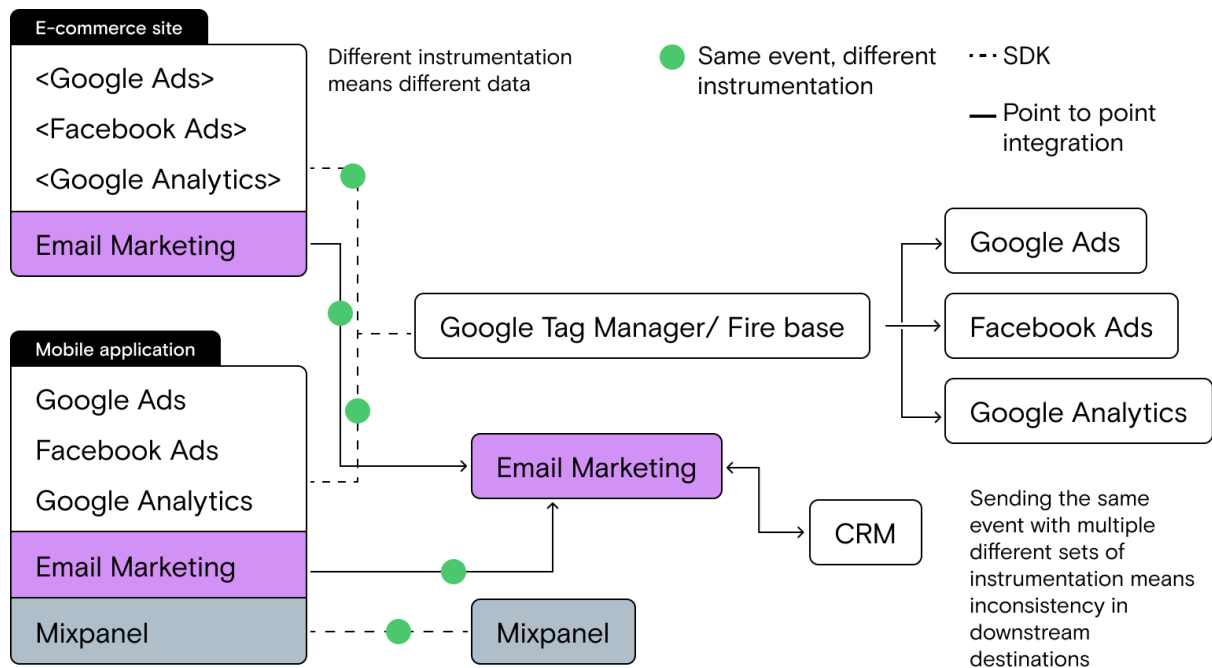 E-commerce site
<Google Ads>
<Facebook Ads>
<Google Analytics>
Email Marketing
Different instrumentation
means different data
Same event, different
instrumentation
SDK
Point to point
integration
Mobile application
Google Ads
Facebook Ads
Google Analytics
Email Marketing
Mixpanel
Google Tag Manager/ Fire base
Email Marketing
Mixpanel
CRM
Google Ads
Facebook Ads
Google Analytics
Sending the same
event with multiple
different sets of
instrumentation means
inconsistency in
downstream
destinations